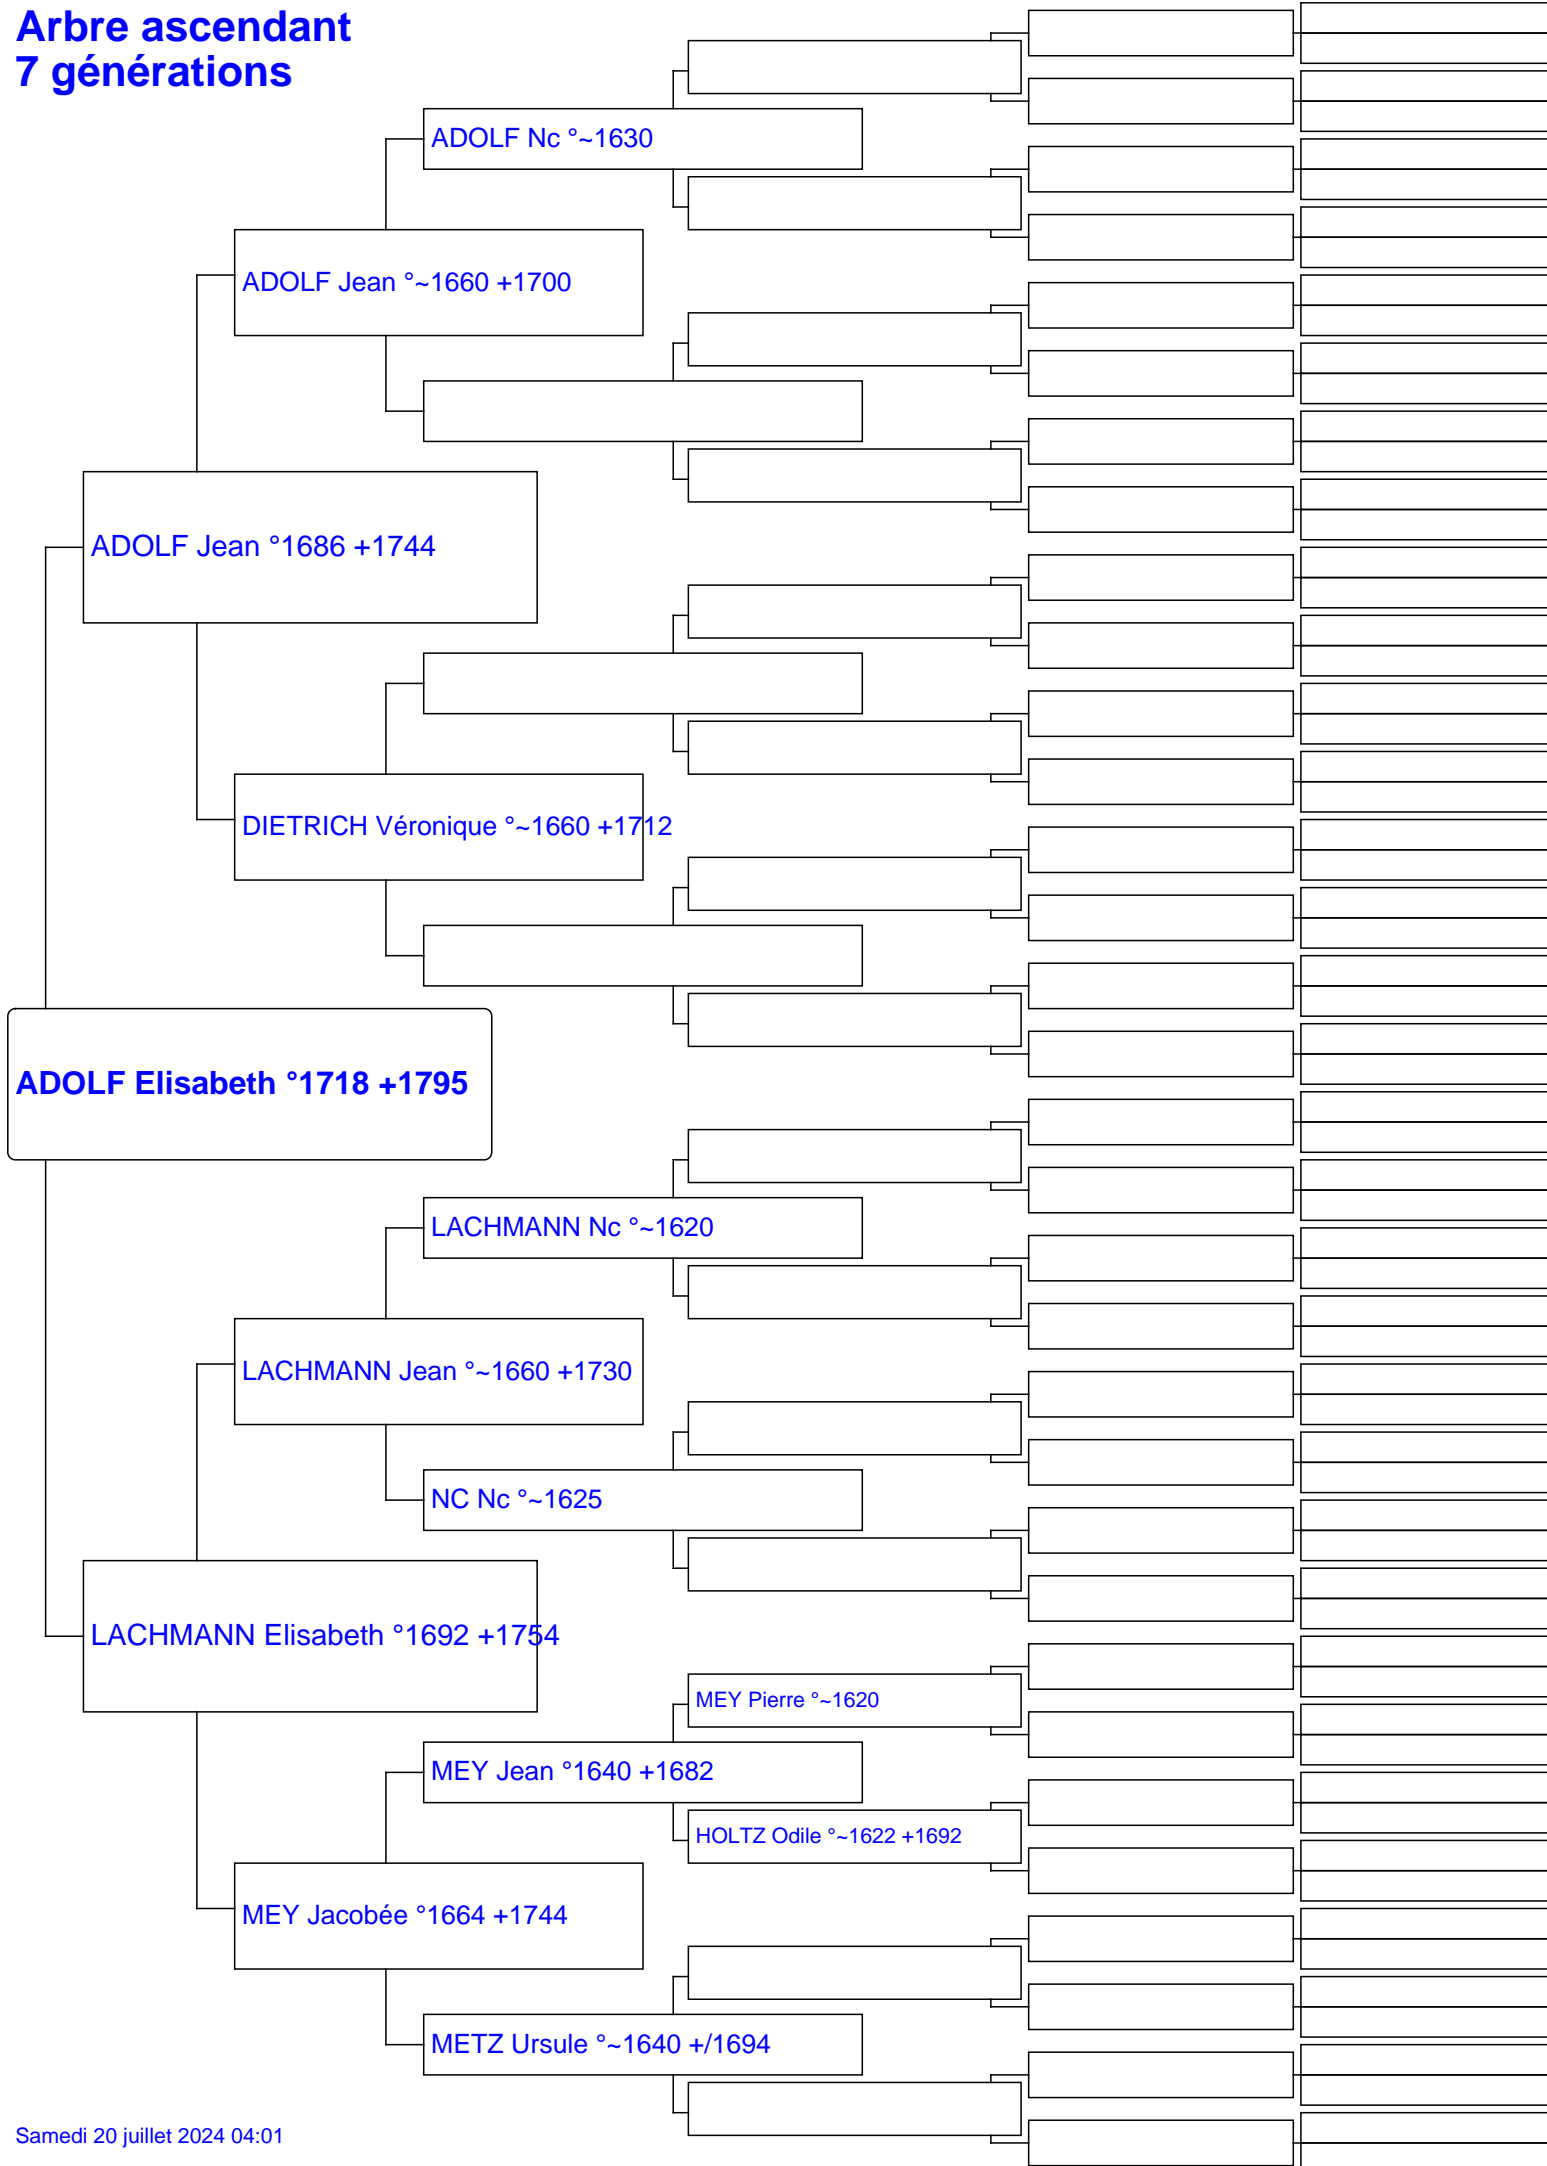 Arbre ascendant
7 générations
ADOLF Nc °~1630
ADOLF Jean °~1660 +1700
ADOLF Jean °1686 +1744
DIETRICH Véronique °~1660 +1712
ADOLF Elisabeth °1718 +1795
LACHMANN Nc °~1620
LACHMANN Jean °~1660 +1730
NC Nc °~1625
LACHMANN Elisabeth °1692 +1754
MEY Pierre °~1620
MEY Jean °1640 +1682
HOLTZ Odile °~1622 +1692
MEY Jacobée °1664 +1744
METZ Ursule °~1640 +/1694
Samedi 20 juillet 2024 04:01